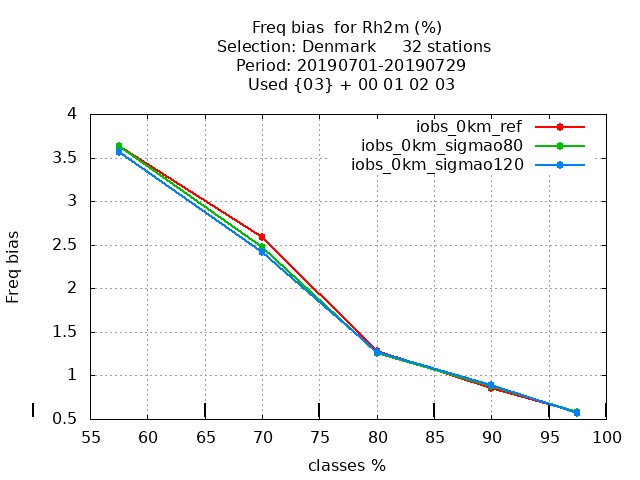 Freq bias  for Rh2m (%)
Selection: Denmark     32 stations
Period: 20190701-20190729
Used {03} + 00 01 02 03
iobs_0km_ref
iobs_0km_sigmao80
iobs_0km_sigmao120
Freq bias
4
3.5
3
2.5
2
1.5
1
0.5
55 60 65 70 75 80 85 90 95 100
classes %